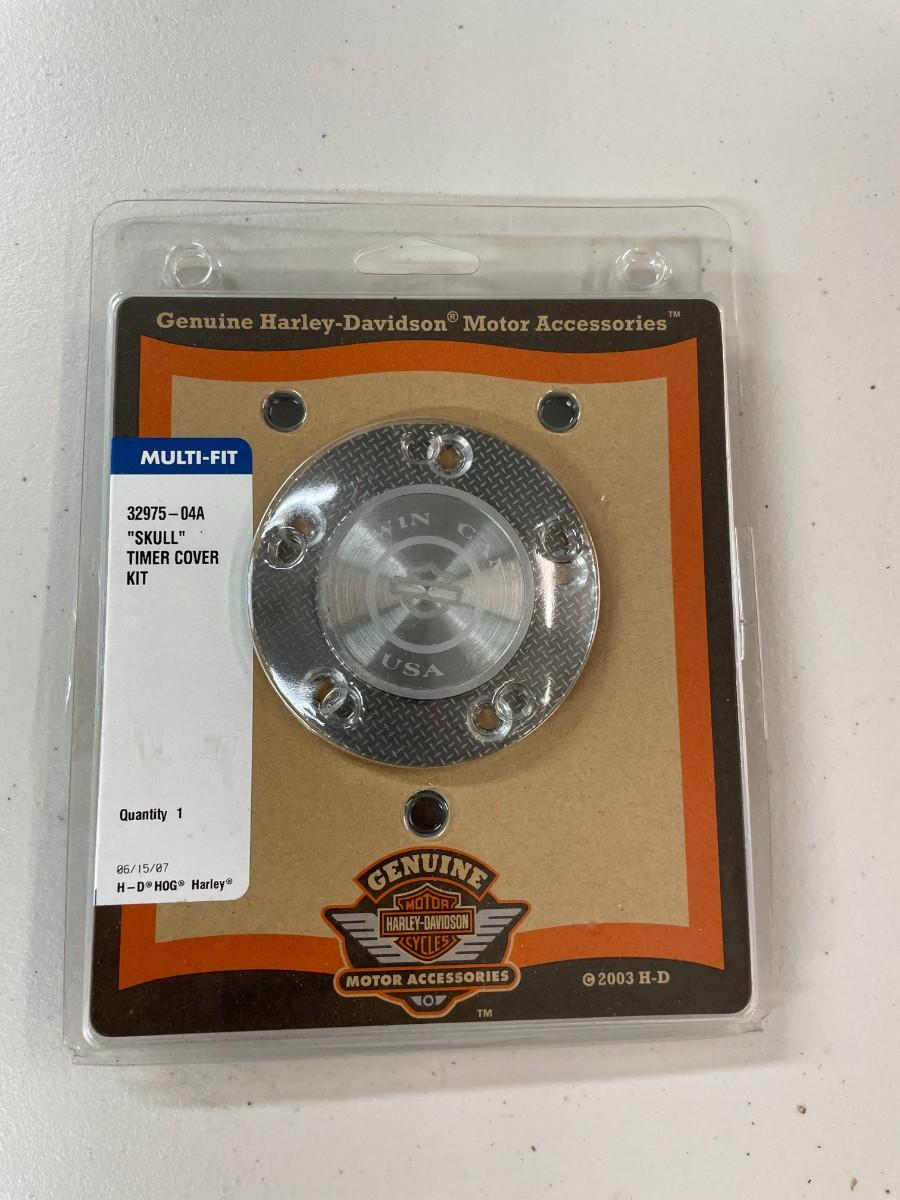 Genuine Harley-Davidson® Motor Accessories™
MULTI-FIT
32975-04A
"SKULL"
TIMER COVER
KIT
USA
Quantity 1
06/15/07
H-D® HOG® Harley®
GENUINE
MOTOR
HARLEY-DAVIDSON
CYCLES
MOTOR ACCESSORIES
TM
© 2003 H-D